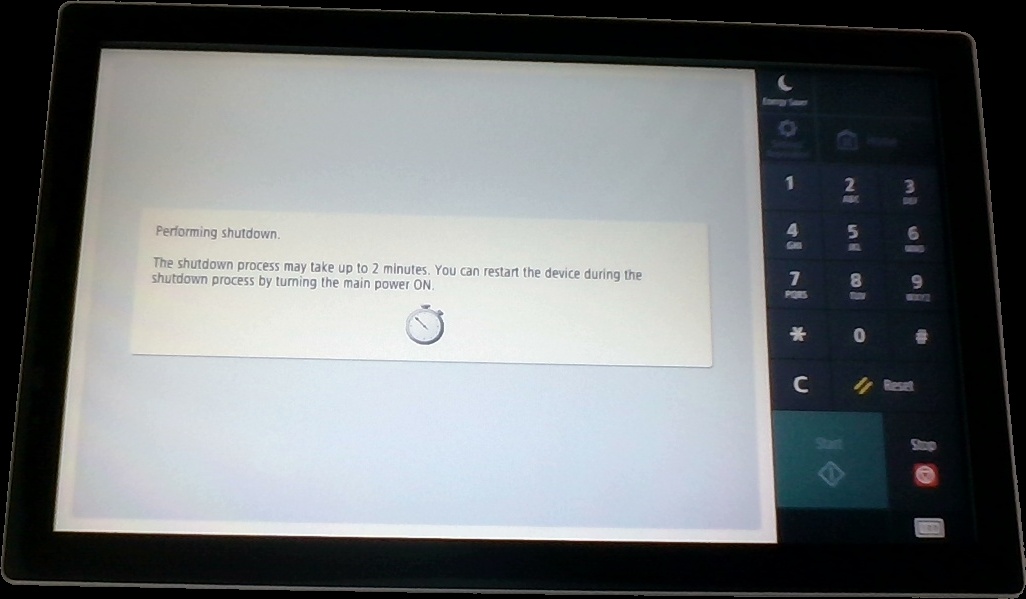 Performing shutdown.
The shutdown process may take up to 2 minutes. You can restart the device during the
shutdown process by turning the main power ON.
Energy Saver
1
2
ABC
3
DEF
4
GHI
5
JKL
6
MNO
7
PQRS
8
TUV
9
WXYZ
*
0
#
C
Reset
Start
Stop